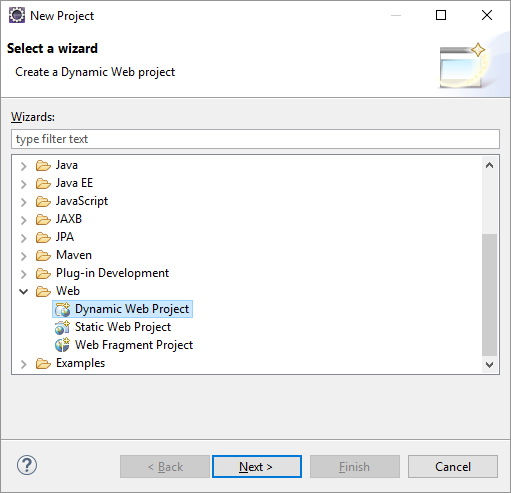 New Project
Select a wizard
Create a Dynamic Web project
Wizards:
type filter text
Java
Java EE
JavaScript
JAXB
JPA
Maven
Plug-in Development
Web
Dynamic Web Project
Static Web Project
Web Fragment Project
Examples
? < Back Next > Finish Cancel